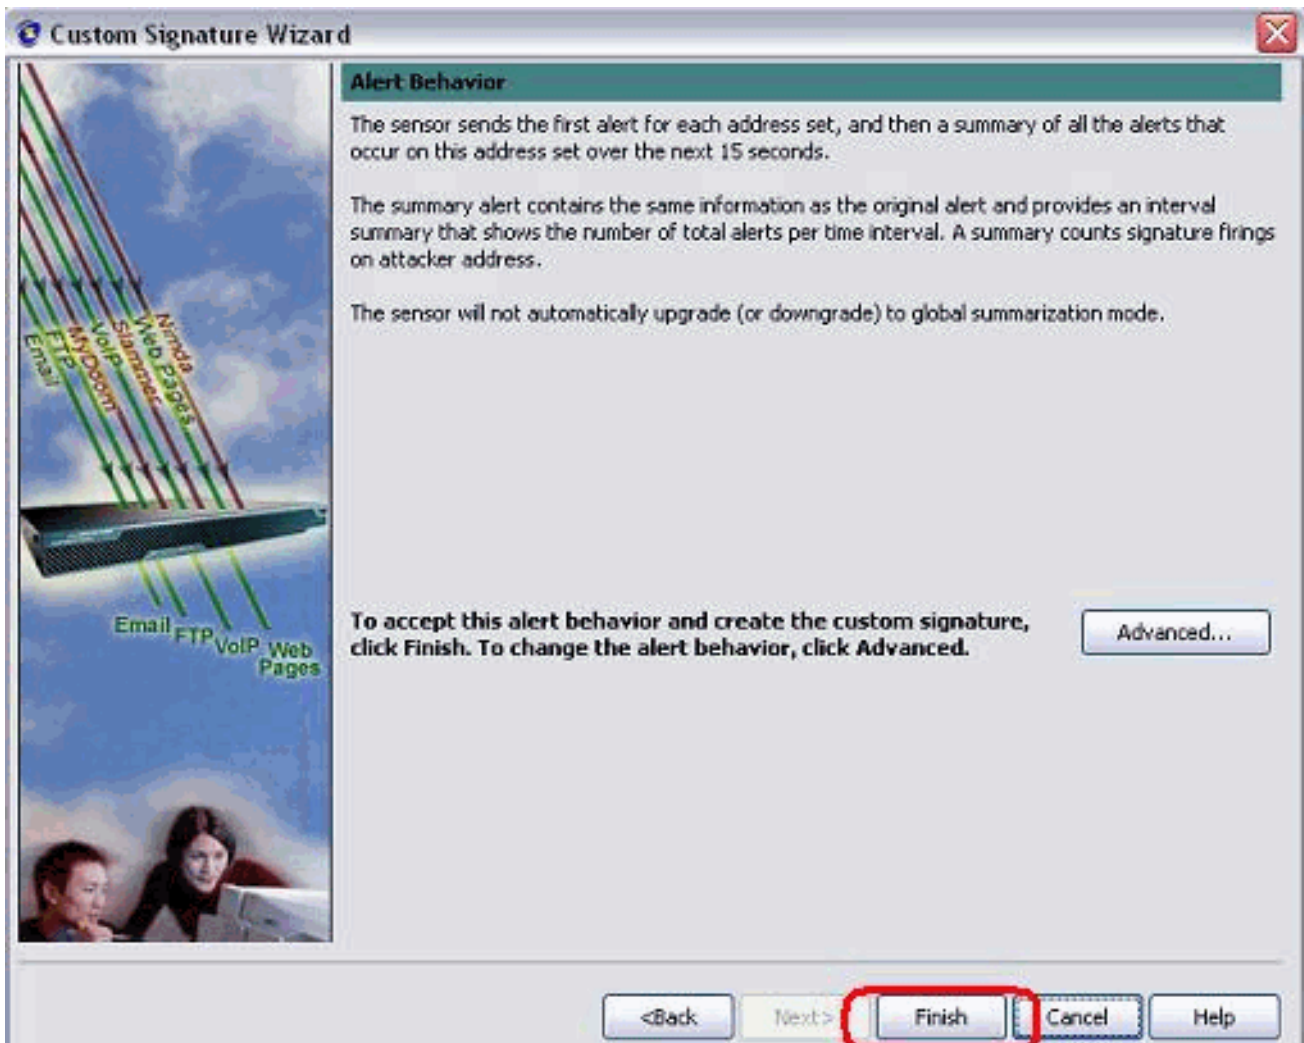 Custom Signature Wizard
Alert Behavior
The sensor sends the first alert for each address set, and then a summary of all the alerts that
occur on this address set over the next 15 seconds.
The summary alert contains the same information as the original alert and provides an interval
summary that shows the number of total alerts per time interval. A summary counts signature firings
on attacker address.
The sensor will not automatically upgrade (or downgrade) to global summarization mode.
Email
FTP
MyDoom
VoIP
Slammer
Web Pages
Nimda
Email
FTP
VoIP
Web
Pages
To accept this alert behavior and create the custom signature,
click Finish. To change the alert behavior, click Advanced.
Advanced...
<Back
Next>
Finish
Cancel
Help